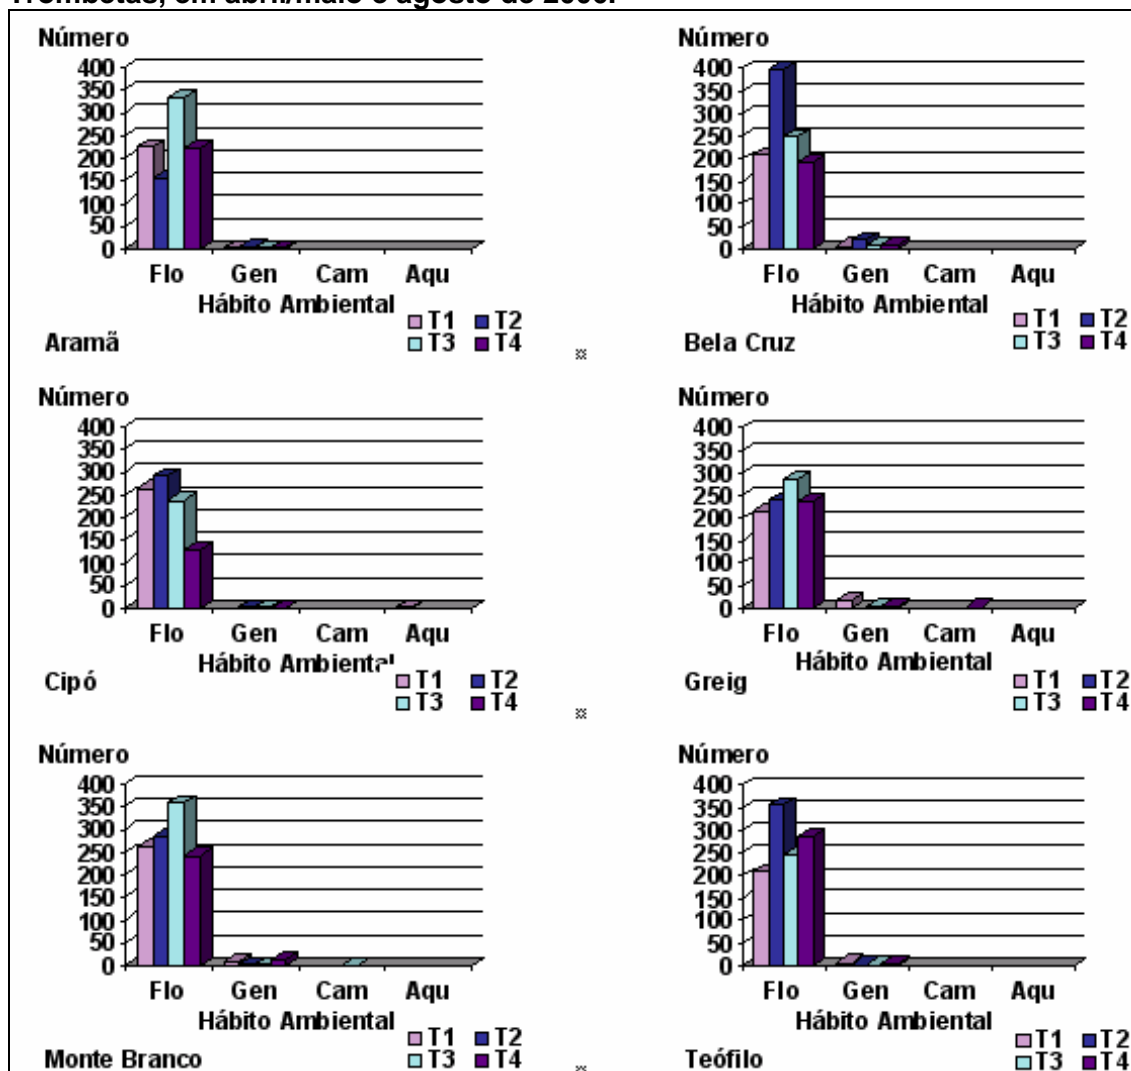 Trombetas, em abril/maio e agosto de 2006.
Número
400
350
300
250
200
150
100
50
0
Flo Gen Cam Aqu
Hábito Ambiental
T1 T2
T3 T4
Aramã
Número
400
350
300
250
200
150
100
50
0
Flo Gen Cam Aqu
Hábito Ambiental
T1 T2
T3 T4
Bela Cruz
Número
400
350
300
250
200
150
100
50
0
Flo Gen Cam Aqu
Hábito Ambiental
T1 T2
T3 T4
Cipó
Número
400
350
300
250
200
150
100
50
0
Flo Gen Cam Aqu
Hábito Ambiental
T1 T2
T3 T4
Greig
Número
400
350
300
250
200
150
100
50
0
Flo Gen Cam Aqu
Hábito Ambiental
T1 T2
T3 T4
Monte Branco
Número
400
350
300
250
200
150
100
50
0
Flo Gen Cam Aqu
Hábito Ambiental
T1 T2
T3 T4
Teófilo